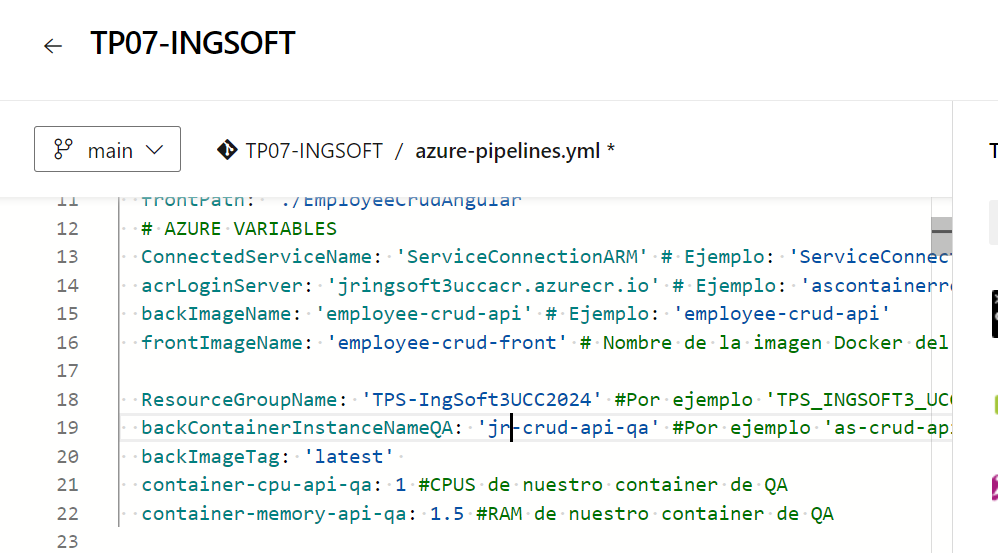 ← TP07-INGSOFT
main TP07-INGSOFT / azure-pipelines.yml *
11 frontPath: './EmployeeCrudAngular'
12 # AZURE VARIABLES
13 ConnectedServiceName: 'ServiceConnectionARM' # Ejemplo: 'ServiceConnec
14 acrLoginServer: 'jringsoft3uccacr.azurecr.io' # Ejemplo: 'ascontainerre
15 backImageName: 'employee-crud-api' # Ejemplo: 'employee-crud-api'
16 frontImageName: 'employee-crud-front' # Nombre de la imagen Docker del
17
18 ResourceGroupName: 'TPS-IngSoft3UCC2024' #Por ejemplo 'TPS_INGSOFT3_UCC
19 backContainerInstanceNameQA: 'jr-crud-api-qa' #Por ejemplo 'as-crud-ap
20 backImageTag: 'latest'
21 container-cpu-api-qa: 1 #CPUS de nuestro container de QA
22 container-memory-api-qa: 1.5 #RAM de nuestro container de QA
23